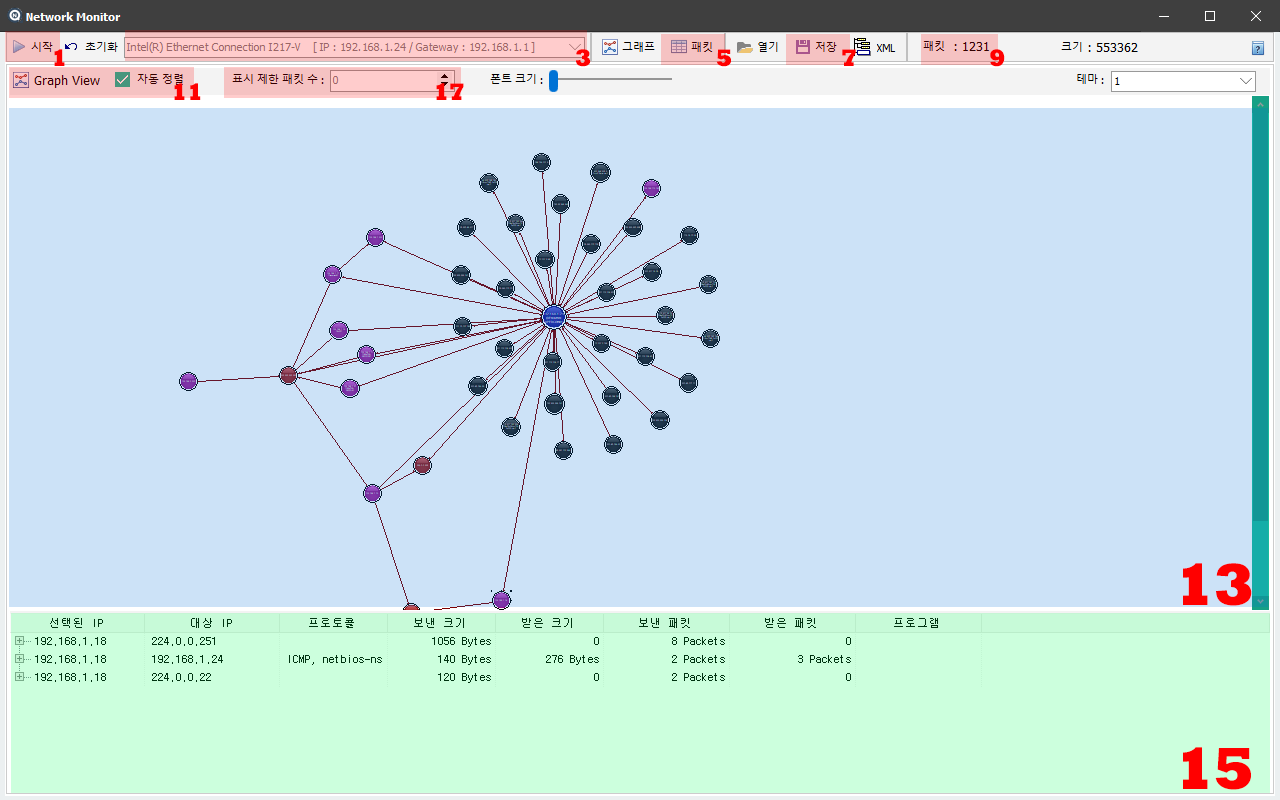 Network Monitor
시작 초기화 Intel(R) Ethernet Connection I217-V [ IP : 192.168.1.24 / Gateway : 192.168.1.1 ] 그래프 패킷 열기 저장 XML 패킷 : 1231 크기 : 553362 ?
1 3 5 7 9
Graph View 자동 정렬 표시 제한 패킷 수 : 0 폰트 크기 : 테마 : 1
11 17
13
선택된 IP 대상 IP 프로토콜 보낸 크기 받은 크기 보낸 패킷 받은 패킷 프로그램
192,168,1,18 224,0,0,251 1056 Bytes 0 8 Packets 0
192,168,1,18 192,168,1,24 ICMP, netbios-ns 140 Bytes 276 Bytes 2 Packets 3 Packets
192,168,1,18 224,0,0,22 120 Bytes 0 2 Packets 0
15